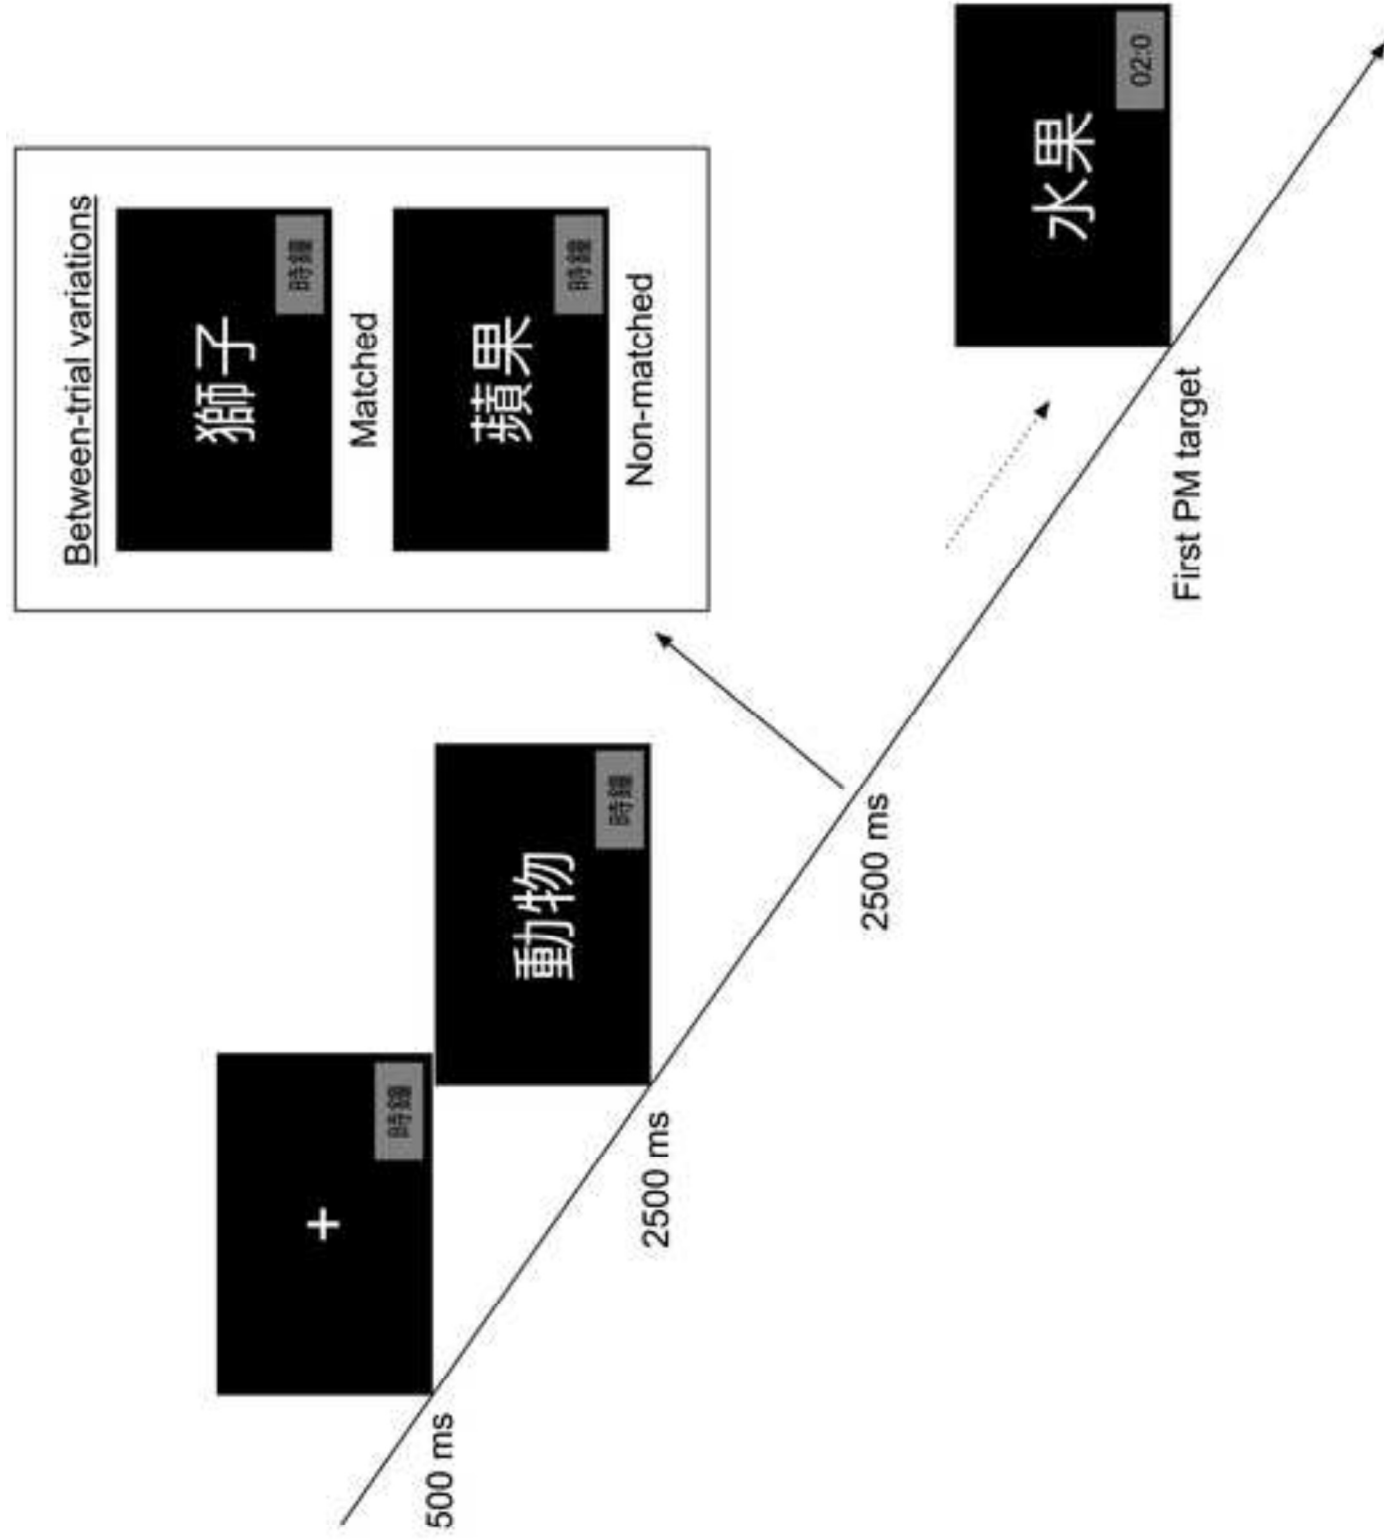 +
時鐘
500 ms
動物
時鐘
2500 ms
2500 ms
Between-trial variations
獅子
時鐘
Matched
蘋果
時鐘
Non-matched
水果
02:0
First PM target